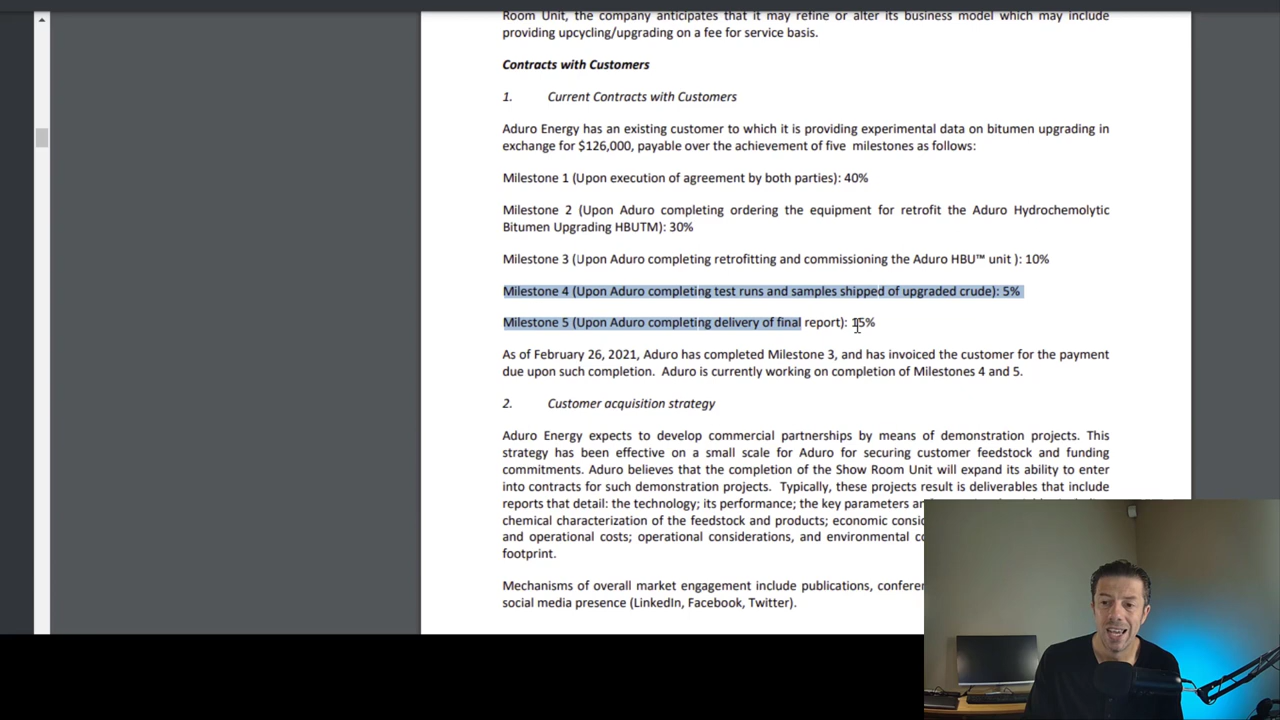 Room Unit, the company anticipates that it may refine or alter its business model which may include
providing upcycling/upgrading on a fee for service basis.
Contracts with Customers
1. Current Contracts with Customers
Aduro Energy has an existing customer to which it is providing experimental data on bitumen upgrading in
exchange for $126,000, payable over the achievement of five milestones as follows:
Milestone 1 (Upon execution of agreement by both parties): 40%
Milestone 2 (Upon Aduro completing ordering the equipment for retrofit the Aduro Hydrochemolytic
Bitumen Upgrading HBUTM): 30%
Milestone 3 (Upon Aduro completing retrofitting and commissioning the Aduro HBU™ unit ): 10%
Milestone 4 (Upon Aduro completing test runs and samples shipped of upgraded crude): 5%
Milestone 5 (Upon Aduro completing delivery of final report): 15%
As of February 26, 2021, Aduro has completed Milestone 3, and has invoiced the customer for the payment
due upon such completion. Aduro is currently working on completion of Milestones 4 and 5.
2. Customer acquisition strategy
Aduro Energy expects to develop commercial partnerships by means of demonstration projects. This
strategy has been effective on a small scale for Aduro for securing customer feedstock and funding
commitments. Aduro believes that the completion of the Show Room Unit will expand its ability to enter
into contracts for such demonstration projects. Typically, these projects result is deliverables that include
reports that detail: the technology; its performance; the key parameters
chemical characterization of the feedstock and products; economic
and operational costs; operational considerations, and environmental
footprint.
Mechanisms of overall market engagement include publications,
social media presence (LinkedIn, Facebook, Twitter).